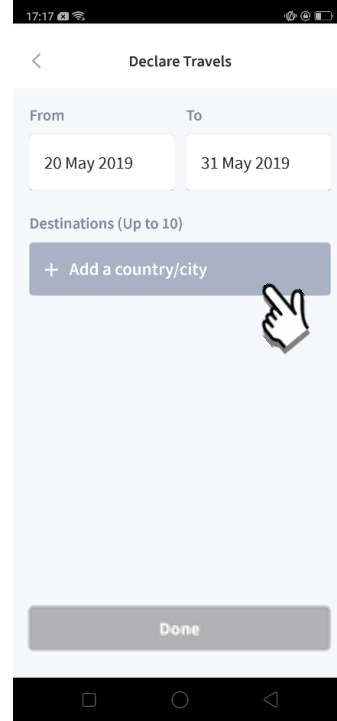 17:17
Declare Travels
From To
20 May 2019 31 May 2019
Destinations (Up to 10)
+ Add a country/city
Done